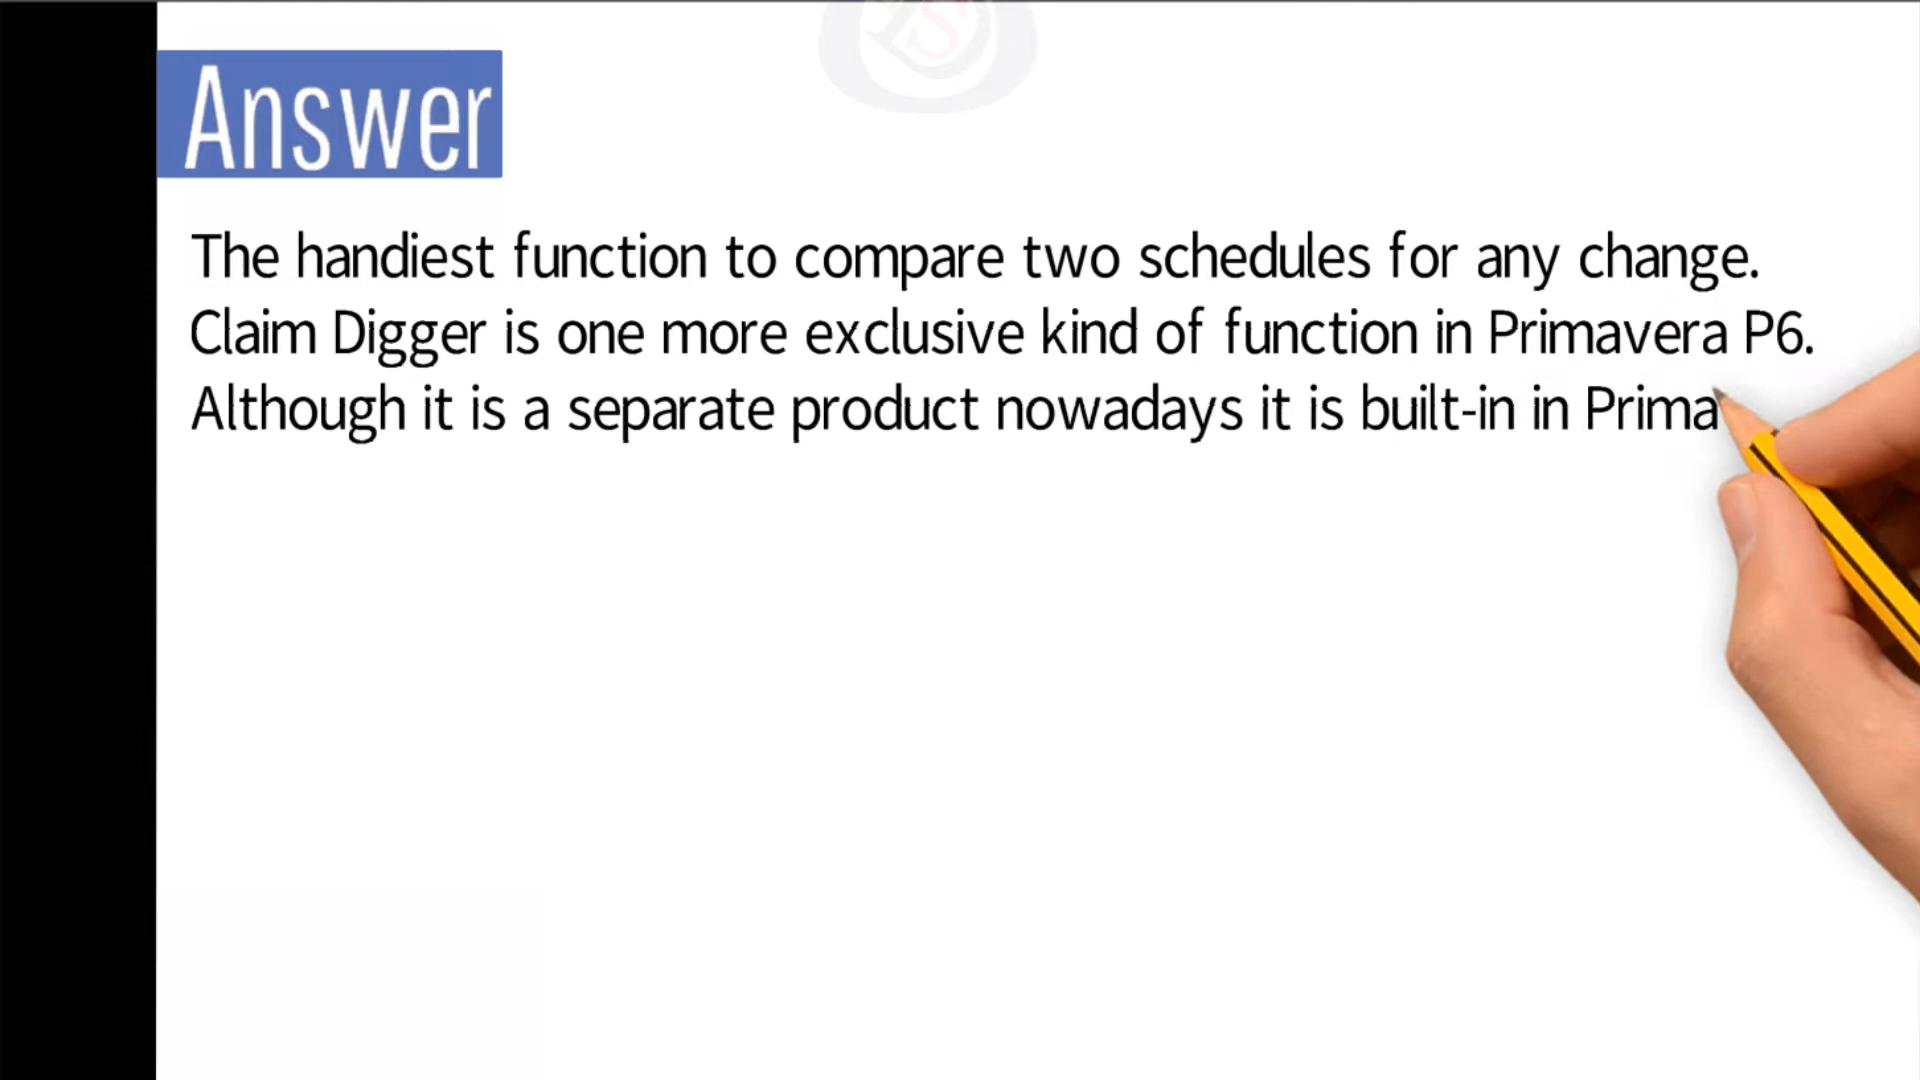 Answer
The handiest function to compare two schedules for any change.
Claim Digger is one more exclusive kind of function in Primavera P6.
Although it is a separate product nowadays it is built-in in Prima